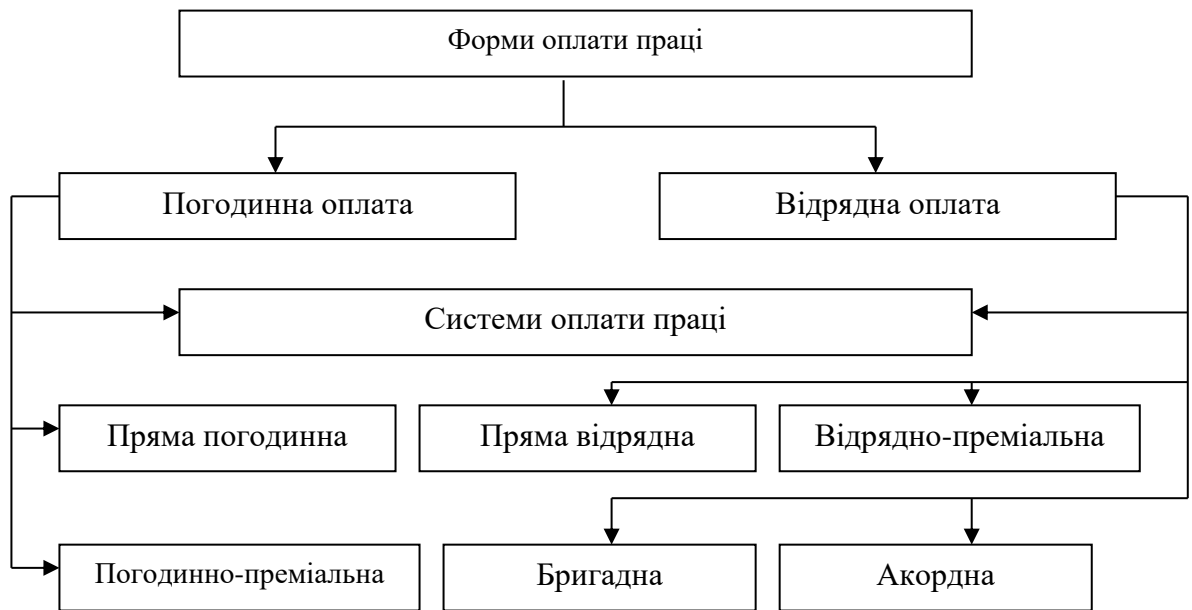 Форми оплати праці
Погодинна оплата
Відрядна оплата
Системи оплати праці
Пряма погодинна
Пряма відрядна
Відрядно-преміальна
Погодинно-преміальна
Бригадна
Акордна